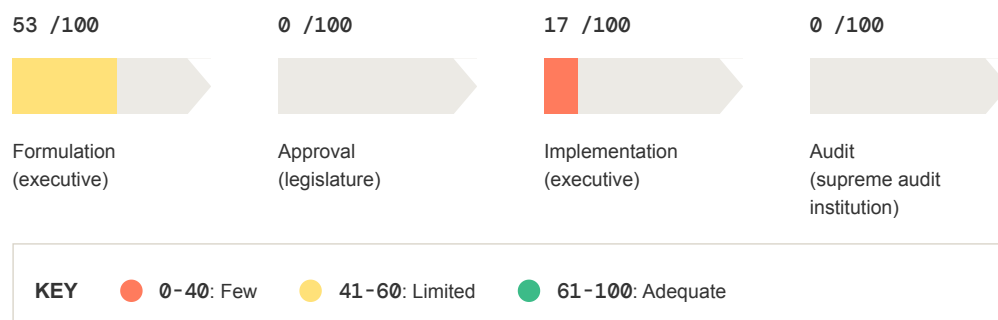 53 /100
0 /100
17 /100
0 /100
Formulation
(executive)
Approval
(legislature)
Implementation
(executive)
Audit
(supreme audit
institution)
KEY
0-40: Few
41-60: Limited
61-100: Adequate